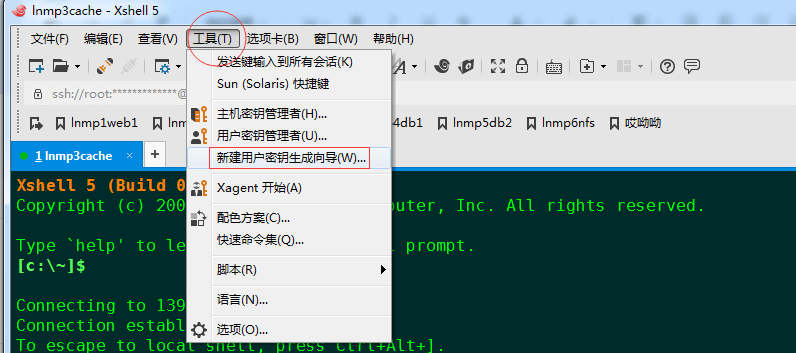 lnmp3cache - Xshell 5
文件(F) 编辑(E) 查看(V) 工具(T) 选项卡(B) 窗口(W) 帮助(H)
发送键输入到所有会话(K)
Sun (Solaris) 快捷键
ssh://root:*************@
主机密钥管理者(H)...
lnmp1web1 lnmp 用户密钥管理者(U)... 4db1 lnmp5db2 lnmp6nfs 哎呦呦
新建用户密钥生成向导(W)...
1 lnmp3cache
Xshell 5 (Build 0
Xagent 开始(A)
Copyright (c) 200 puter, Inc. All rights reserved.
配色方案(C)...
快速命令集(Q)...
Type `help' to le l prompt.
[c:\~]$
脚本(R)
语言(N)...
Connecting to 139
Connection establ
选项(O)...
To escape to local shell, press Ctrl+Alt+].